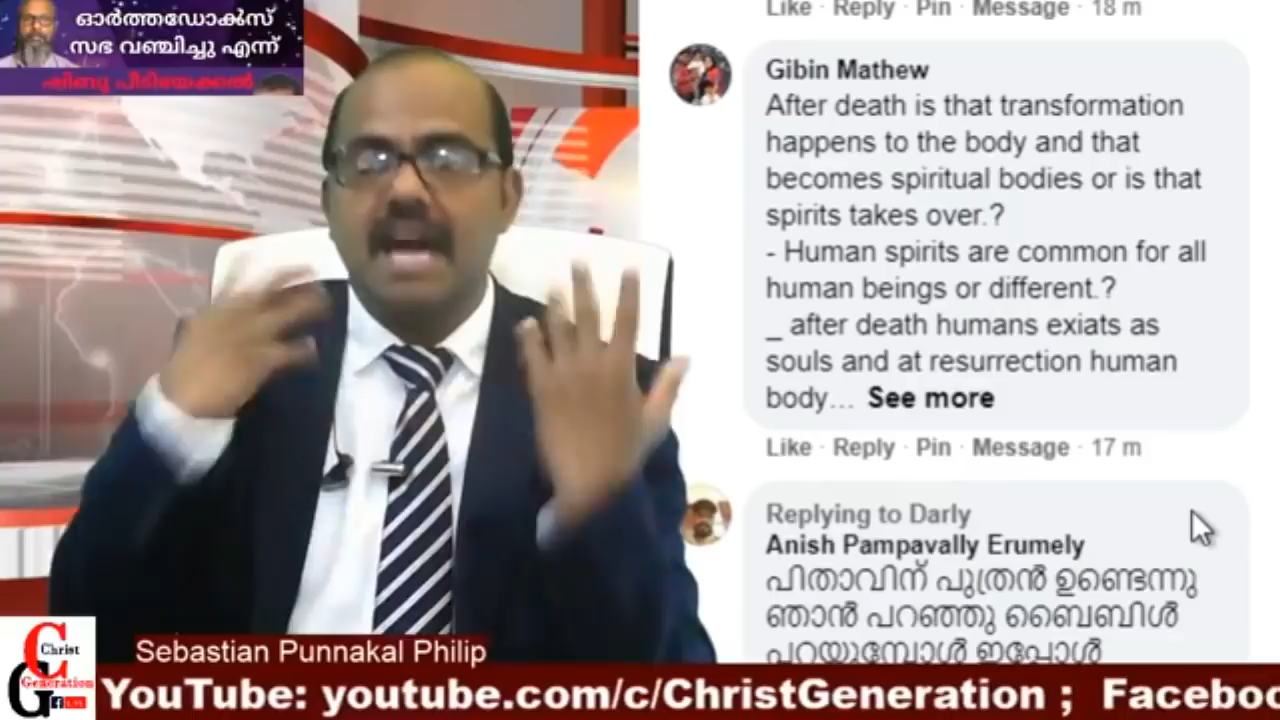 ഓർത്തഡോക്സ്
സഭ വഞ്ചിച്ചു എന്ന്
ഷിബു പീടിയേക്കൽ
Like · Reply · Pin · Message · 18 m
Gibin Mathew
After death is that transformation
happens to the body and that
becomes spiritual bodies or is that
spirits takes over.?
- Human spirits are common for all
human beings or different.?
_ after death humans exiats as
souls and at resurrection human
body... See more
Like · Reply · Pin · Message · 17 m
Replying to Darly
Anish Pampavally Erumely
പിതാവിന് പുത്രൻ ഉണ്ടെന്നു
ഞാൻ പറഞ്ഞു ബൈബിൾ
പറയുമ്പോൾ ഇപ്പോൾ
Sebastian Punnakal Philip
Christ
Generation
YouTube: youtube.com/c/ChristGeneration ; Faceboo